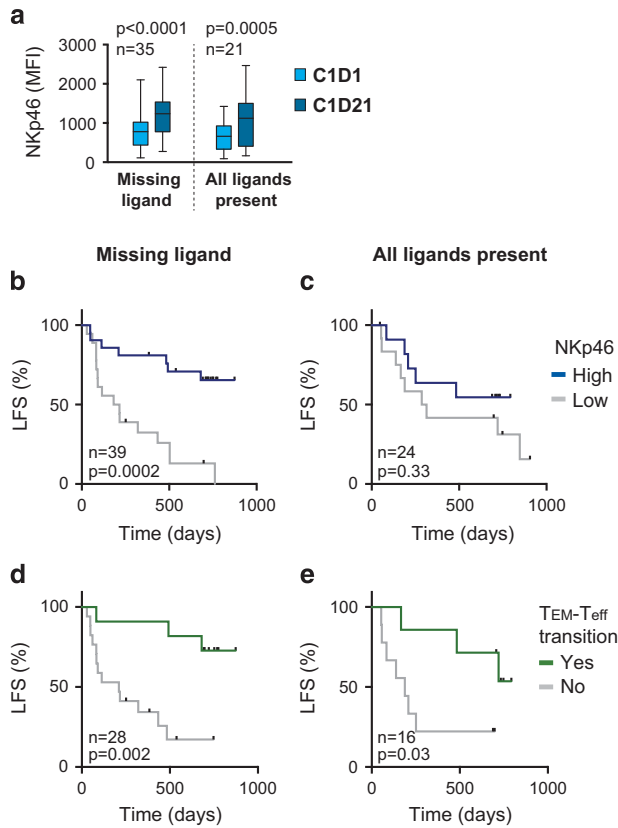 a
p<0.0001
n=35
p=0.0005
n=21
C1D1
C1D21
NKp46 (MFI)
3000
2000
1000
0
Missing
ligand
All ligands
present
Missing ligand
All ligands present
b
LFS (%)
100
50
0
n=39
p=0.0002
0
500
1000
Time (days)
c
LFS (%)
100
50
0
n=24
p=0.33
0
500
1000
Time (days)
NKp46
High
Low
d
LFS (%)
100
50
0
n=28
p=0.002
0
500
1000
Time (days)
e
LFS (%)
100
50
0
n=16
p=0.03
0
500
1000
Time (days)
TEM-Teff
transition
Yes
No